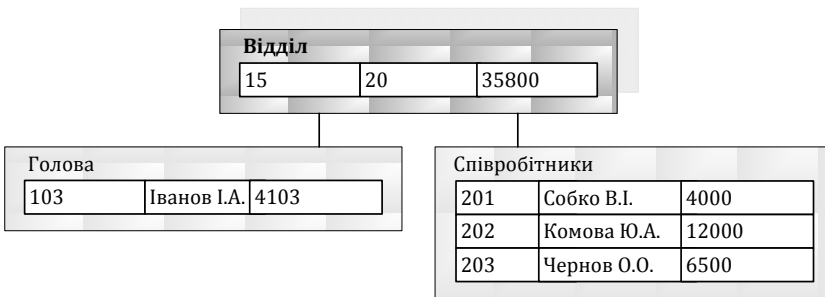 Відділ
15 20 35800
Голова
103 Іванов І.А. 4103
Співробітники
201 Собко В.І. 4000
202 Комова Ю.А. 12000
203 Чернов О.О. 6500